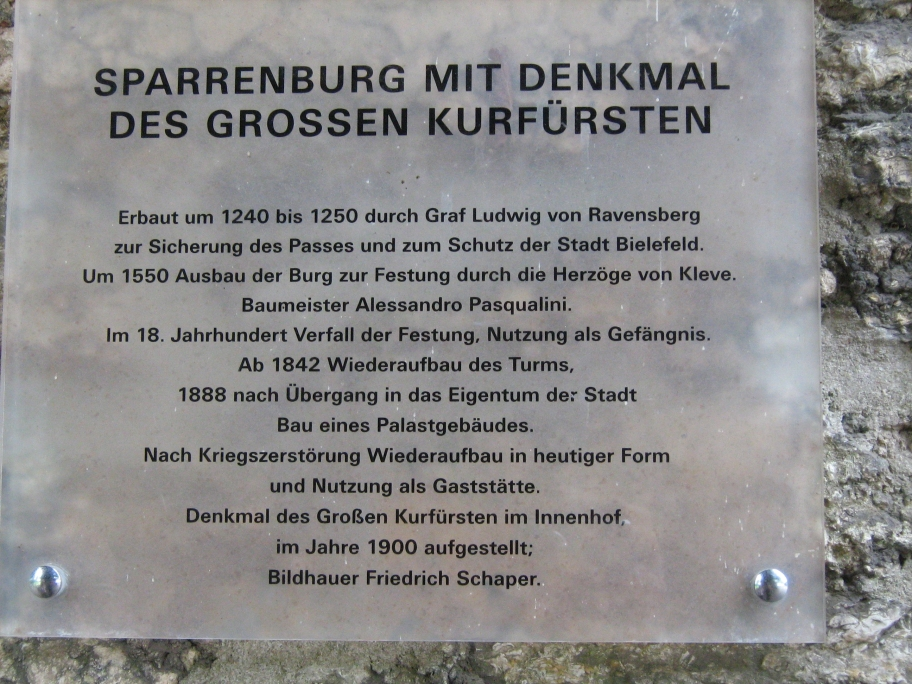 SPARRENBURG MIT DENKMAL
DES GROSSEN KURFÜRSTEN
Erbaut um 1240 bis 1250 durch Graf Ludwig von Ravensberg
zur Sicherung des Passes und zum Schutz der Stadt Bielefeld.
Um 1550 Ausbau der Burg zur Festung durch die Herzöge von Kleve.
Baumeister Alessandro Pasqualini.
Im 18. Jahrhundert Verfall der Festung, Nutzung als Gefängnis.
Ab 1842 Wiederaufbau des Turms,
1888 nach Übergang in das Eigentum der Stadt
Bau eines Palastgebäudes.
Nach Kriegszerstörung Wiederaufbau in heutiger Form
und Nutzung als Gaststätte.
Denkmal des Großen Kurfürsten im Innenhof,
im Jahre 1900 aufgestellt;
Bildhauer Friedrich Schaper.